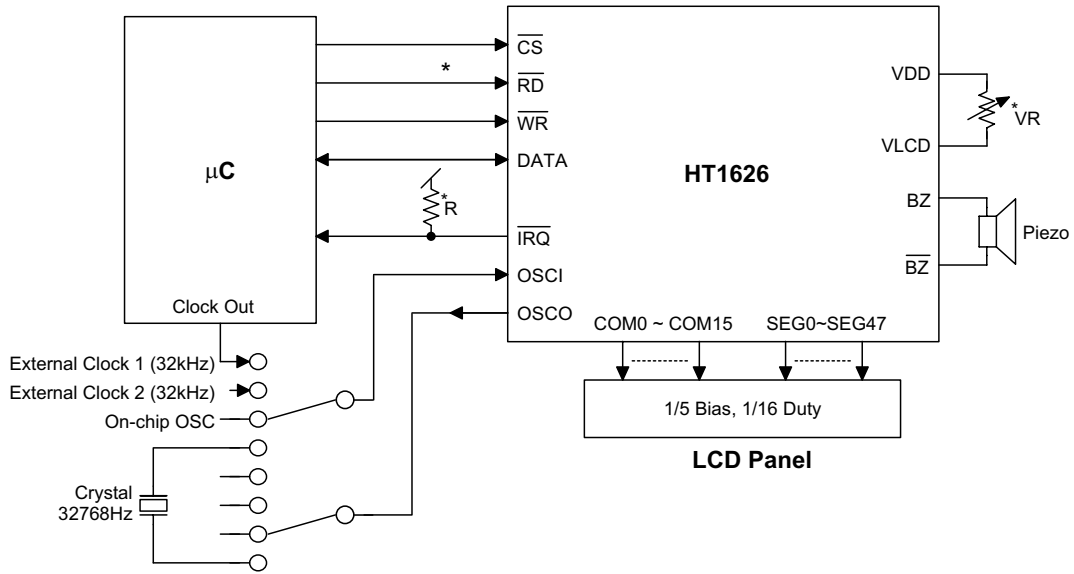 μC
Clock Out
*
*
R
CS
RD
WR
DATA
IRQ
OSCI
OSCO
HT1626
VDD
*
VR
VLCD
BZ
BZ
Piezo
COM0 ~ COM15
SEG0~SEG47
1/5 Bias, 1/16 Duty
LCD Panel
External Clock 1 (32kHz)
External Clock 2 (32kHz)
On-chip OSC
Crystal
32768Hz